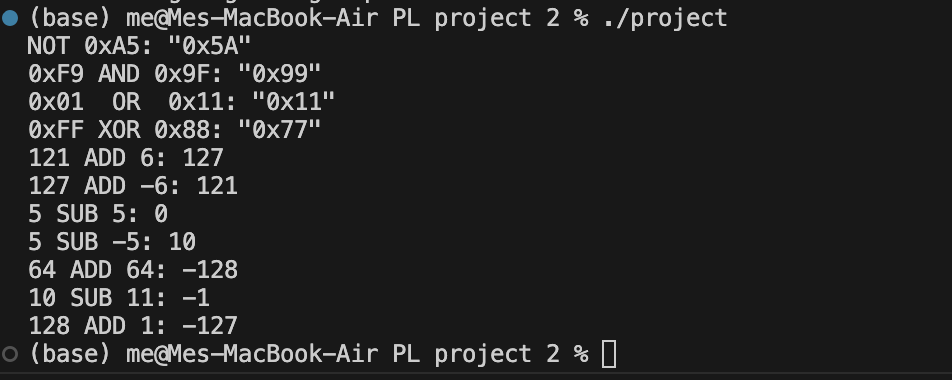 (base) me@Mes-MacBook-Air PL project 2 % ./project
NOT 0xA5: "0x5A"
0xF9 AND 0x9F: "0x99"
0x01  OR  0x11: "0x11"
0xFF XOR 0x88: "0x77"
121 ADD 6: 127
127 ADD -6: 121
5 SUB 5: 0
5 SUB -5: 10
64 ADD 64: -128
10 SUB 11: -1
128 ADD 1: -127
(base) me@Mes-MacBook-Air PL project 2 %